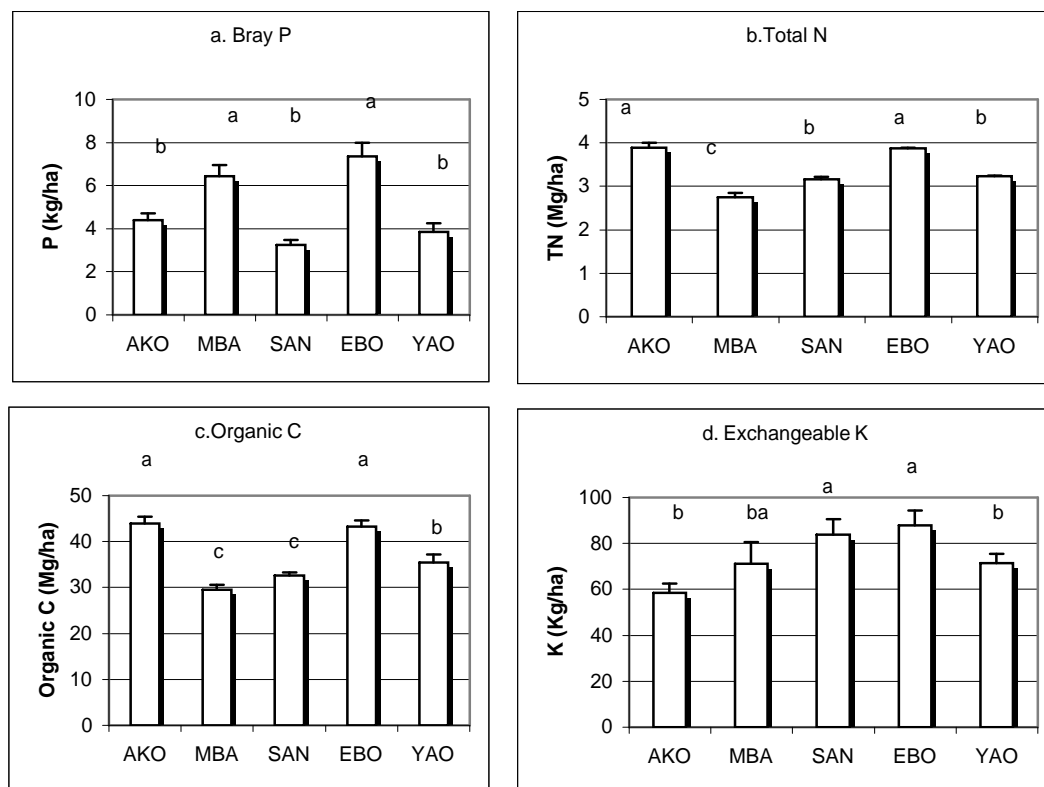 a. Bray P
P (kg/ha)
10
8
6
4
2
0
b
a
b
a
b
AKO MBA SAN EBO YAO
b.Total N
TN (Mg/ha)
5
4
3
2
1
0
a
c
b
a
b
AKO MBA SAN EBO YAO
c.Organic C
Organic C (Mg/ha)
50
40
30
20
10
0
a
c
c
a
b
AKO MBA SAN EBO YAO
d. Exchangeable K
K (Kg/ha)
100
80
60
40
20
0
b
ba
a
a
b
AKO MBA SAN EBO YAO